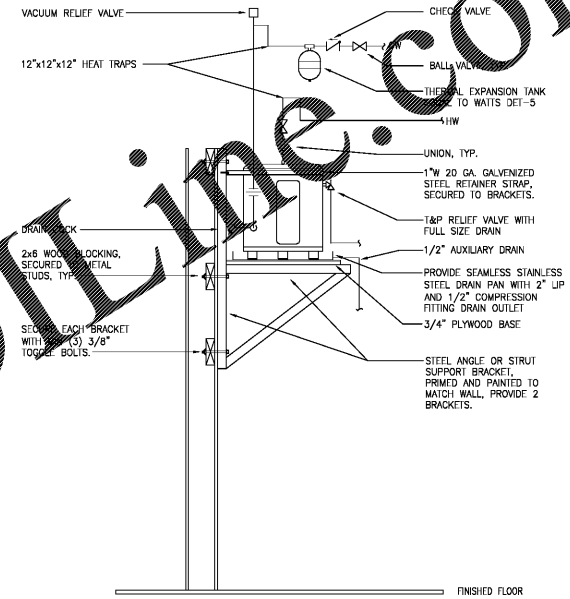 VACUUM RELIEF VALVE
12"x12"x12" HEAT TRAPS
DRAIN COCK
2x6 WOOD BLOCKING,
SECURED TO METAL
STUDS, TYP.
SECURE EACH BRACKET
WITH (3) 3/8"
TOGGLE BOLTS.
CHECK VALVE
CW
BALL VALVE, TYP.
THERMAL EXPANSION TANK
EQUAL TO WATTS DET-5
HW
UNION, TYP.
1"W 20 GA. GALVENIZED
STEEL RETAINER STRAP,
SECURED TO BRACKETS.
T&P RELIEF VALVE WITH
FULL SIZE DRAIN
1/2" AUXILIARY DRAIN
PROVIDE SEAMLESS STAINLESS
STEEL DRAIN PAN WITH 2" LIP
AND 1/2" COMPRESSION
FITTING DRAIN OUTLET
3/4" PLYWOOD BASE
STEEL ANGLE OR STRUT
SUPPORT BRACKET,
PRIMED AND PAINTED TO
MATCH WALL, PROVIDE 2
BRACKETS.
FINISHED FLOOR
Line.co